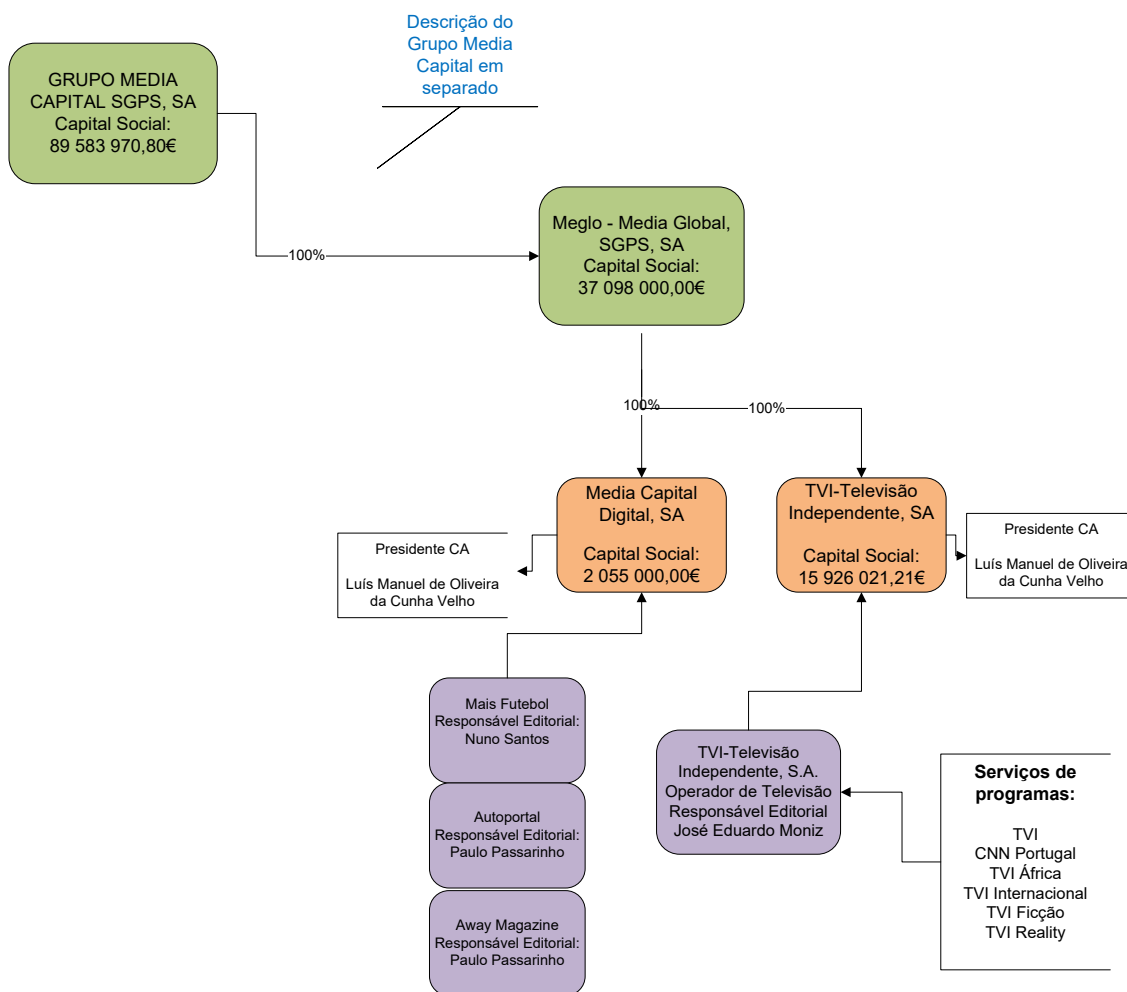 Descrição do
Grupo Media
Capital em
separado
GRUPO MEDIA
CAPITAL SGPS, SA
Capital Social:
89 583 970,80€
100%
Meglo - Media Global,
SGPS, SA
Capital Social:
37 098 000,00€
100%
100%
Media Capital
Digital, SA
Capital Social:
2 055 000,00€
TVI-Televisão
Independente, SA
Capital Social:
15 926 021,21€
Presidente CA
Luís Manuel de Oliveira
da Cunha Velho
Presidente CA
Luís Manuel de Oliveira
da Cunha Velho
Mais Futebol
Responsável Editorial:
Nuno Santos
Autoportal
Responsável Editorial:
Paulo Passarinho
Away Magazine
Responsável Editorial:
Paulo Passarinho
TVI-Televisão
Independente, S.A.
Operador de Televisão
Responsável Editorial
José Eduardo Moniz
Serviços de
programas:
TVI
CNN Portugal
TVI África
TVI Internacional
TVI Ficção
TVI Reality